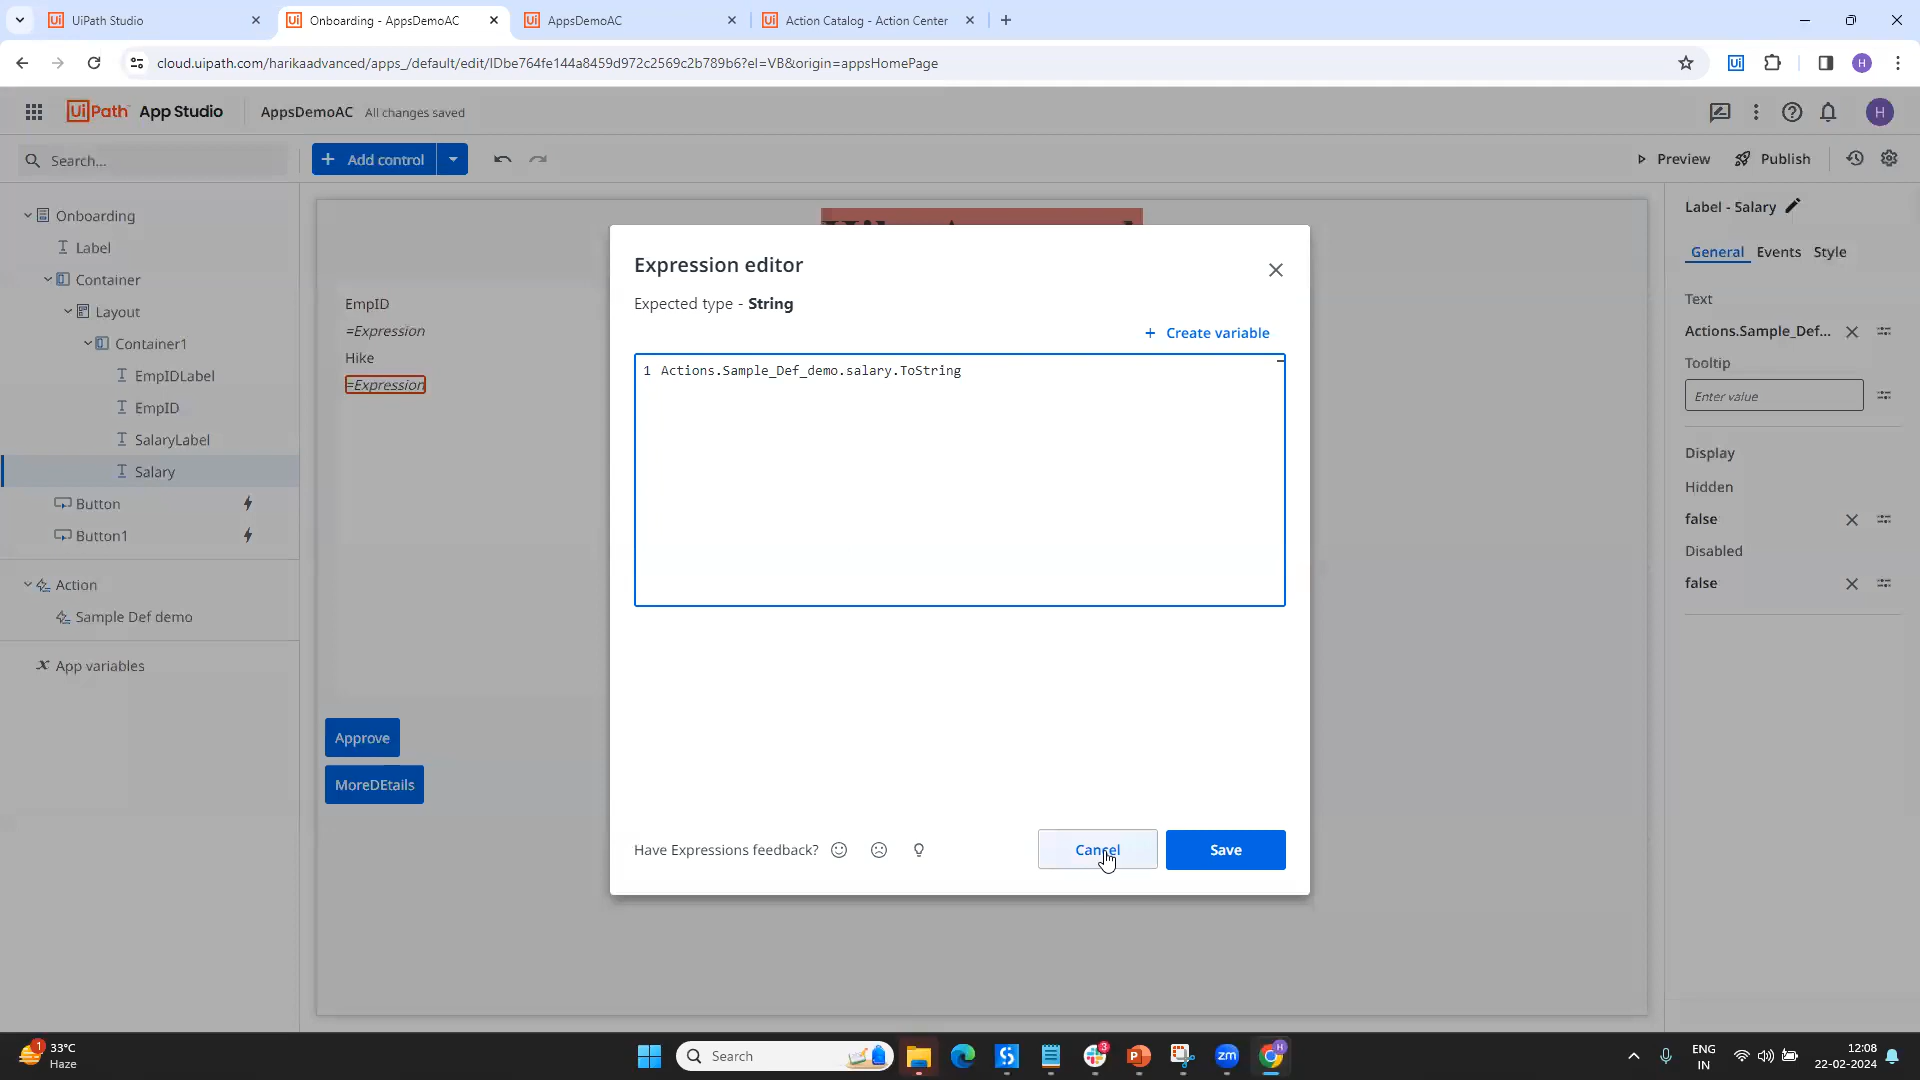 UiPath Studio
Onboarding - AppsDemoAC
AppsDemoAC
Action Catalog - Action Center
cloud.uipath.com/harikaadvanced/apps_/default/edit/IDbe764fe144a8459d972c2569c2b789b6?el=VB&origin=appsHomePage
UiPath App Studio
AppsDemoAC
All changes saved
H
Search...
Add control
Preview
Publish
Onboarding
Label
Container
Layout
Container1
EmpIDLabel
EmpID
SalaryLabel
Salary
Button
Button1
Action
Sample Def demo
App variables
EmpID
=Expression
Hike
=Expression
Approve
MoreDEtails
Expression editor
Expected type - String
Create variable
1 Actions.Sample_Def_demo.salary.ToString
Have Expressions feedback?
Cancel
Save
Label - Salary
General
Events
Style
Text
Actions.Sample_Def...
Tooltip
Enter value
Display
Hidden
false
Disabled
false
1
33°C
Haze
Search
3
zm
ENG
IN
12:08
22-02-2024